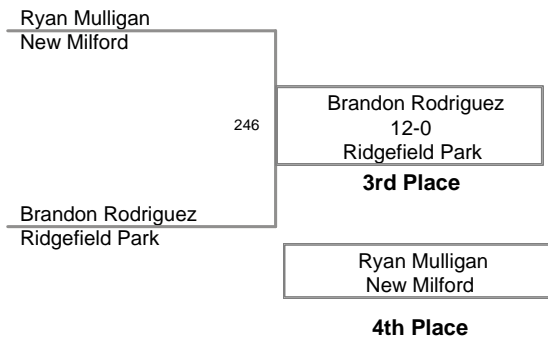 Ryan Mulligan
New Milford
246
Brandon Rodriguez
12-0
Ridgefield Park
3rd Place
Brandon Rodriguez
Ridgefield Park
Ryan Mulligan
New Milford
4th Place